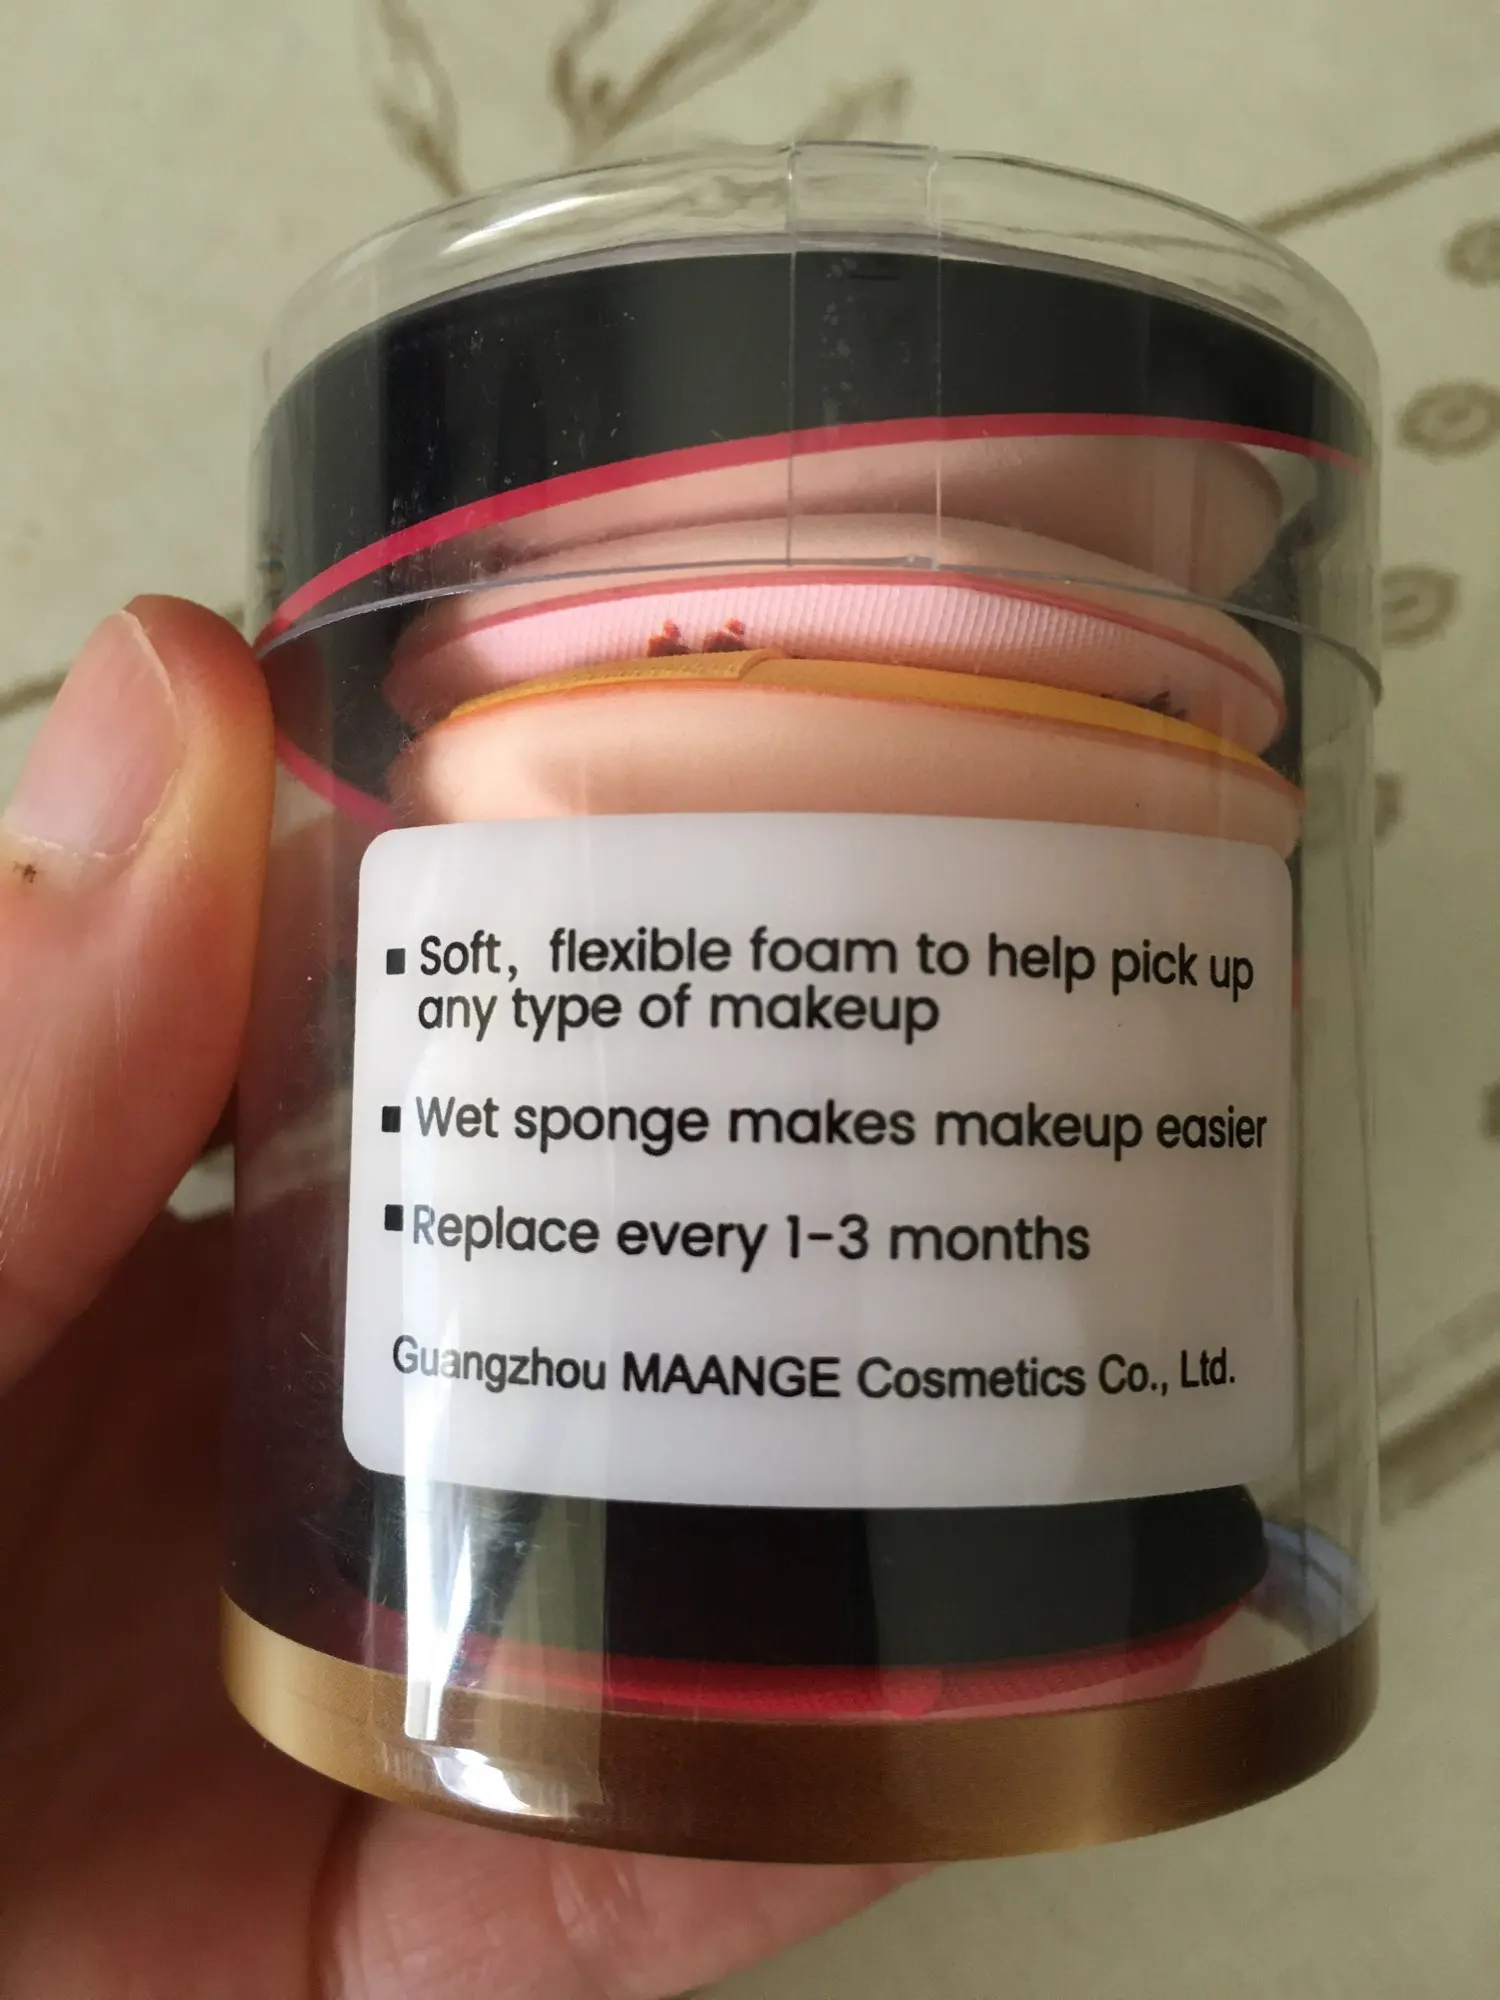 ▪ Soft, flexible foam to help pick up
any type of makeup
▪ Wet sponge makes makeup easier
▪ Replace every 1-3 months
Guangzhou MAANGE Cosmetics Co., Ltd.